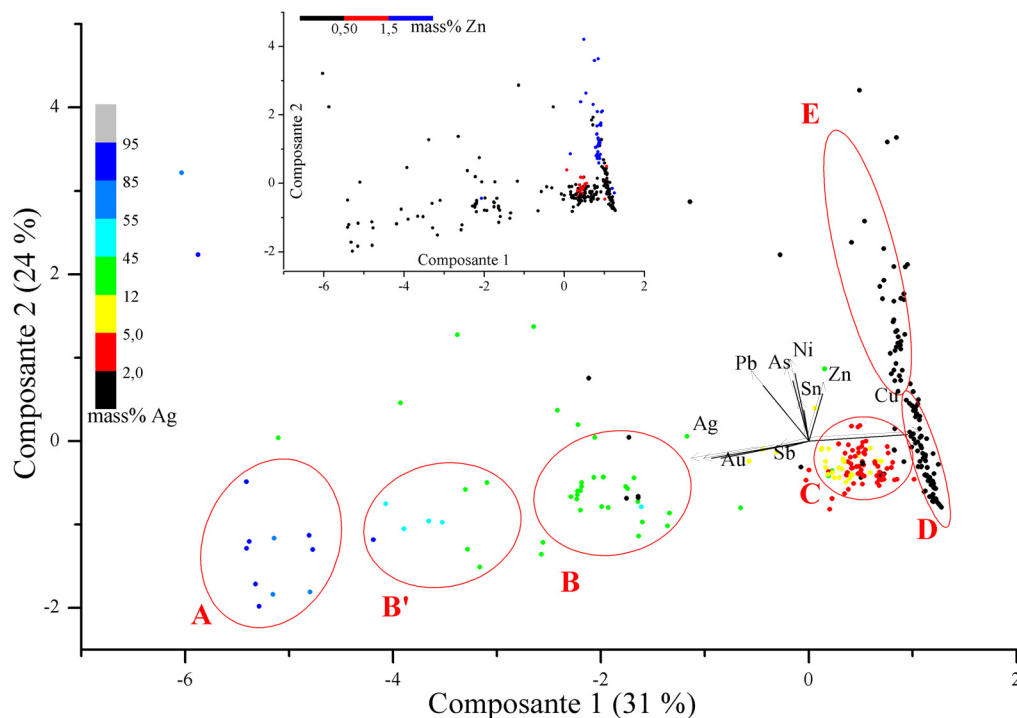 0,50
1,5
mass% Zn
4
2
0
-2
Composante 2
Composante 1
-6
-4
-2
0
2
95
85
55
45
12
5,0
2,0
mass% Ag
4
2
0
-2
Composante 2 (24 %)
E
Ni
Pb
As
Sn
Zn
Cu
Ag
Au
Sb
C
D
A
B'
B
-6
-4
-2
0
2
Composante 1 (31 %)